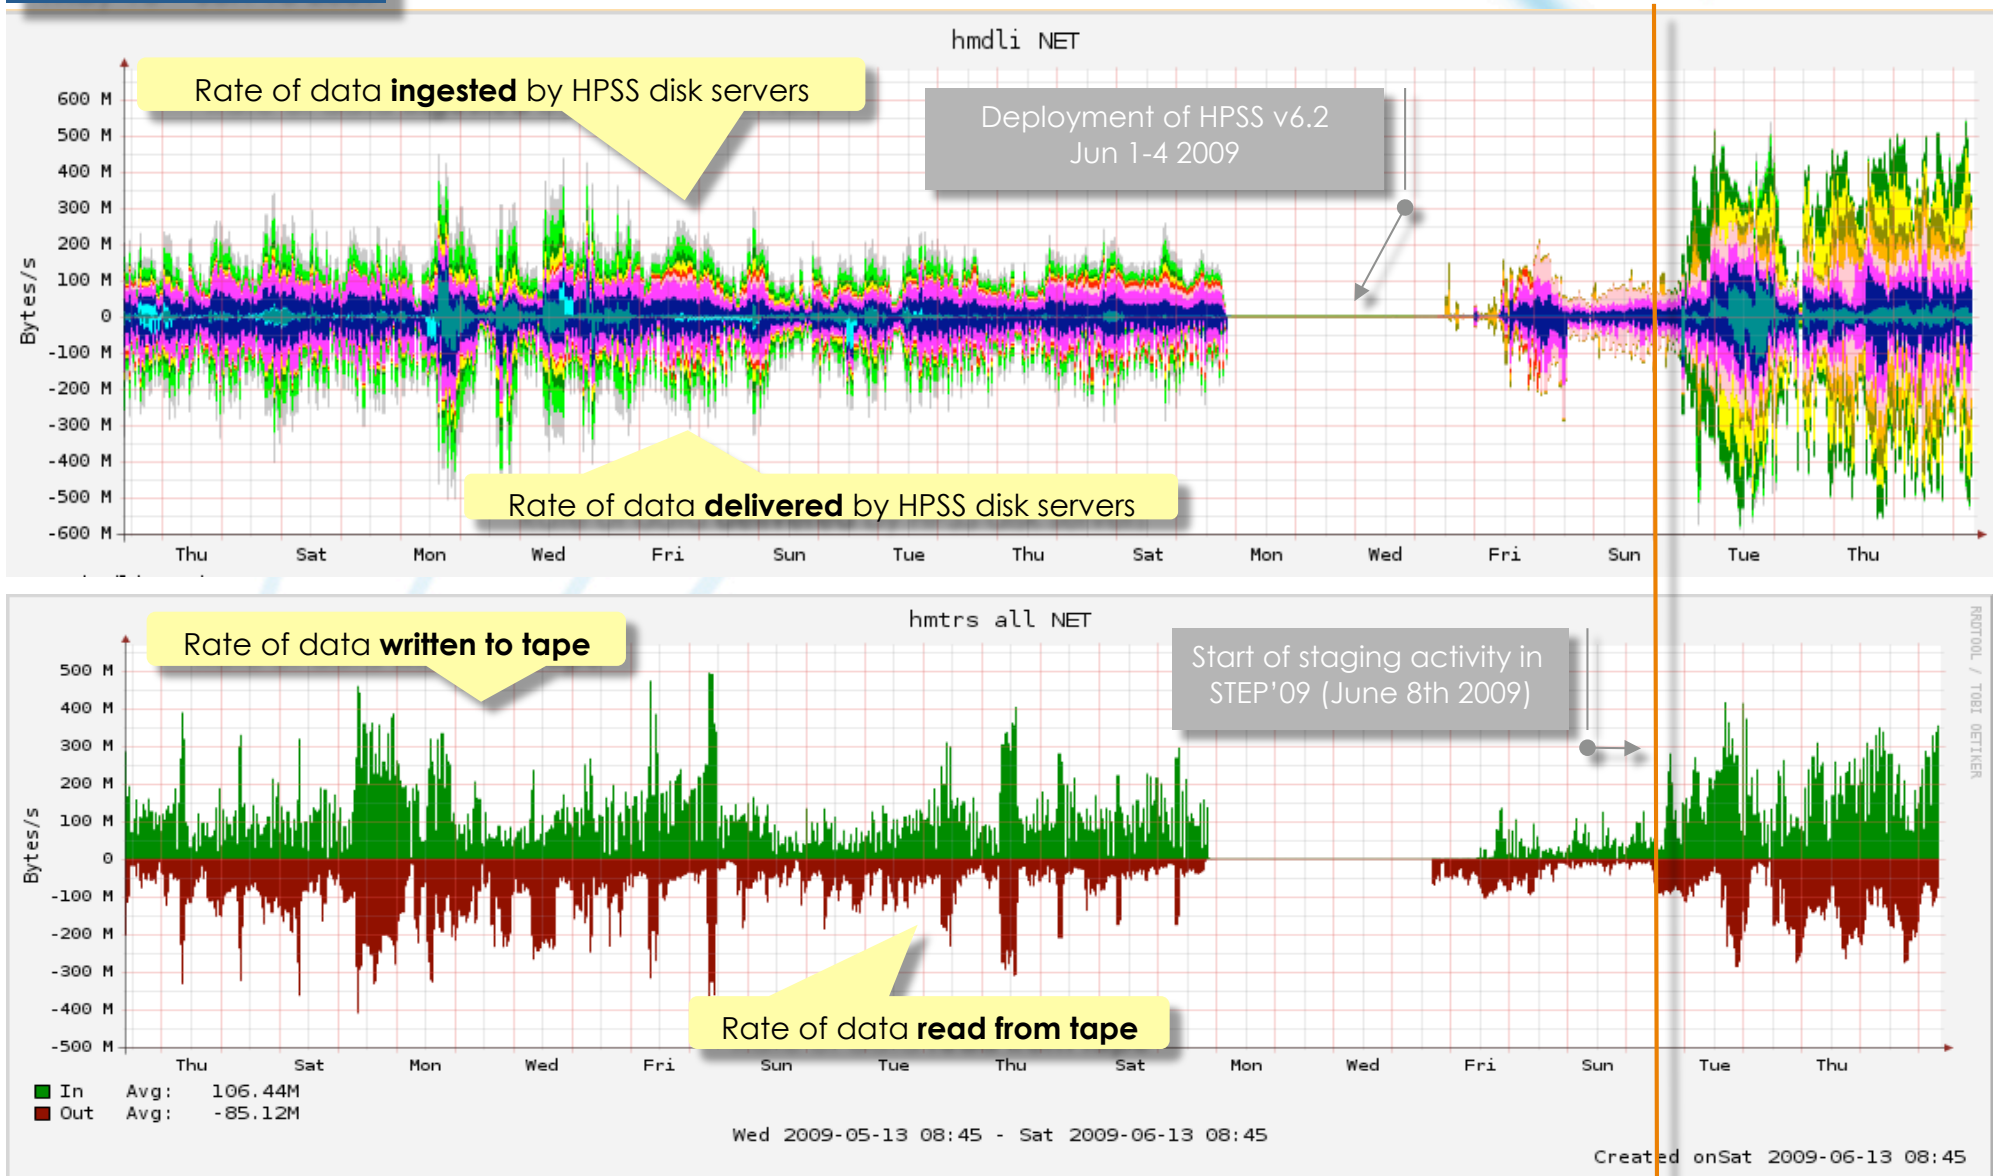 hmdli NET
Rate of data ingested by HPSS disk servers
Deployment of HPSS v6.2
Jun 1-4 2009
600 M
500 M
400 M
300 M
200 M
100 M
0
-100 M
-200 M
-300 M
-400 M
-500 M
-600 M
Bytes/s
Rate of data delivered by HPSS disk servers
Thu Sat Mon Wed Fri Sun Tue Thu Sat Mon Wed Fri Sun Tue Thu
hmtrs all NET
RRDTOOL / TOBI OETIKER
Rate of data written to tape
Start of staging activity in
STEP'09 (June 8th 2009)
500 M
400 M
300 M
200 M
100 M
0
-100 M
-200 M
-300 M
-400 M
-500 M
Bytes/s
Rate of data read from tape
Thu Sat Mon Wed Fri Sun Tue Thu Sat Mon Wed Fri Sun Tue Thu
In Avg: 106.44M
Out Avg: -85.12M
Wed 2009-05-13 08:45 - Sat 2009-06-13 08:45
Created onSat 2009-06-13 08:45